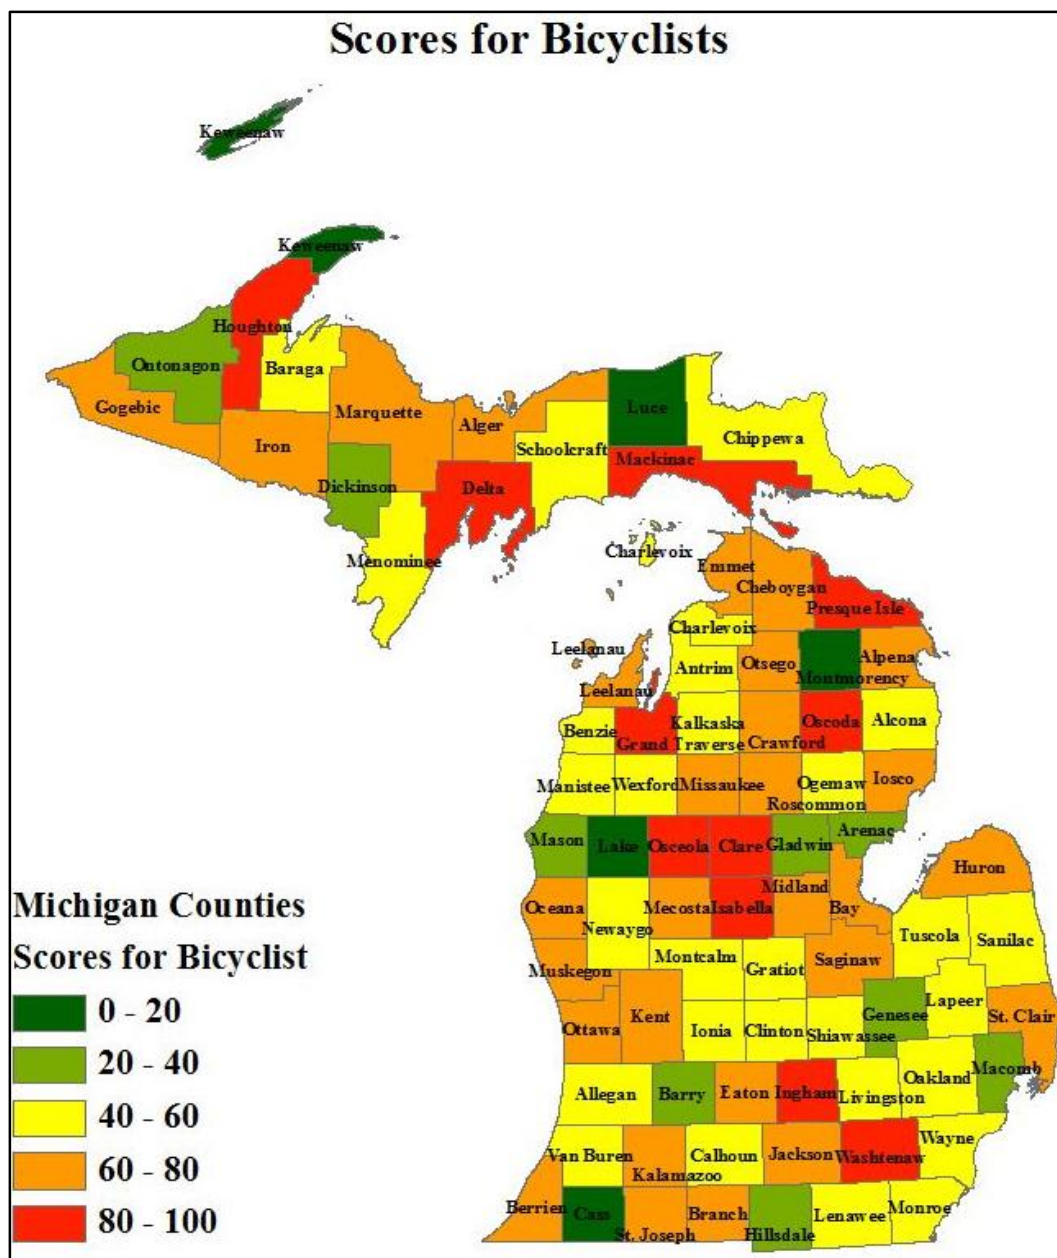 Scores for Bicyclists
Keweenaw
Keweenaw
Houghton
Ontonagon
Baraga
Gogebic
Marquette
Luce
Alger
Iron
Schoolcraft
Chippewa
Mackinac
Dickinson
Delta
Menominee
Charlevoix
Emmet
Cheboygan
Presque Isle
Charlevoix
Leelanau
Antrim
Otsego
Alpena
Montmorency
Leelanau
Benzie
Grand
Kalkaska
Traverse
Crawford
Oscoda
Alcona
Manistee
Wexford
Missaukee
Ogemaw
Roscommon
Iosco
Mason
Lake
Osceola
Clare
Gladwin
Arenac
Huron
Oceana
Newaygo
Mecosta
Isabella
Midland
Bay
Tuscola
Sanilac
Muskegon
Montcalm
Gratiot
Saginaw
Ottawa
Kent
Ionia
Clinton
Shiawassee
Genesee
Lapeer
St. Clair
Allegan
Barry
Eaton
Ingham
Livingston
Oakland
Macomb
Van Buren
Kalamazoo
Calhoun
Jackson
Washtenaw
Wayne
Berrien
Cass
St. Joseph
Branch
Hillsdale
Lenawee
Monroe
Michigan Counties
Scores for Bicyclist
0 - 20
20 - 40
40 - 60
60 - 80
80 - 100